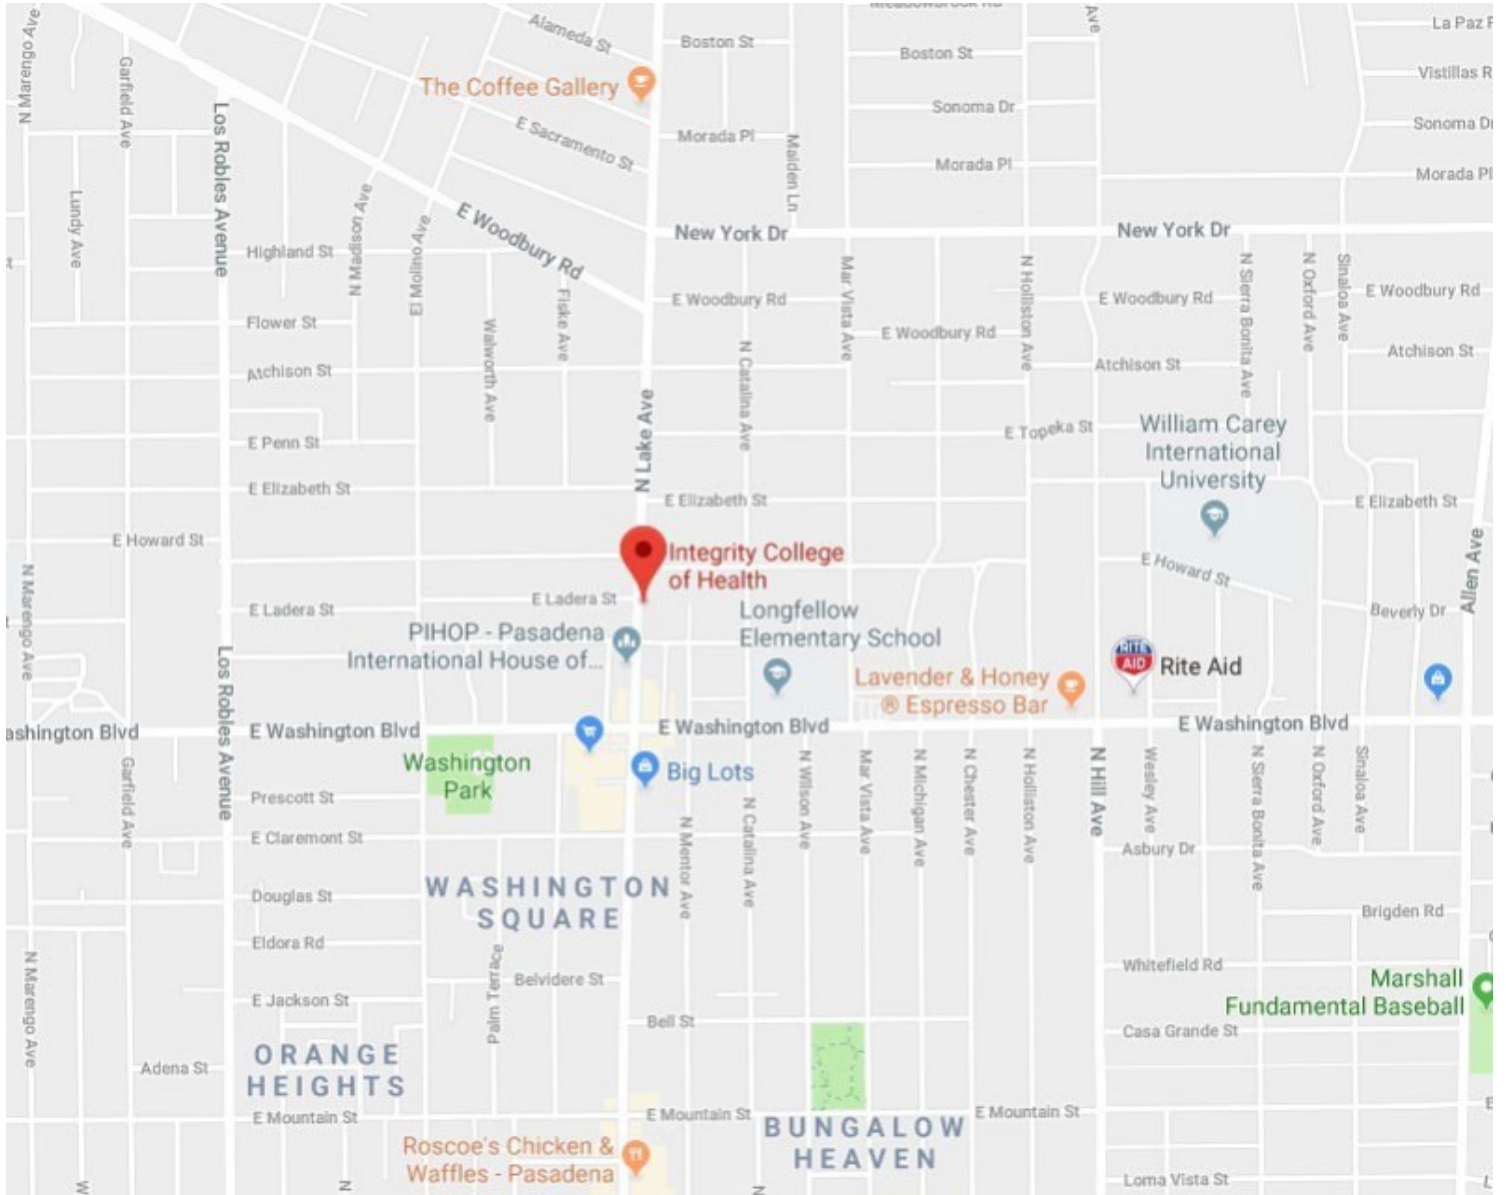 Meadowbrook Rd
Ave
La Paz
N Marengo Ave
Alameda St
Boston St
Boston St
Garfield Ave
The Coffee Gallery
Vistillas R
Sonoma Dr
Los Robles Avenue
E Sacramento St
Morada Pl
Maiden Ln
Sonoma Dr
Morada Pl
Morada Pl
Lundy Ave
N Madison Ave
El Molino Ave
E Woodbury Rd
New York Dr
New York Dr
Highland St
Fiske Ave
E Woodbury Rd
Mar Vista Ave
N Holliston Ave
E Woodbury Rd
N Sierra Bonita Ave
N Oxford Ave
Sinaloa Ave
E Woodbury Rd
Flower St
Walworth Ave
N Catalina Ave
E Woodbury Rd
Atchison St
Atchison St
Atchison St
N Lake Ave
E Penn St
E Topeka St
William Carey
International
University
E Elizabeth St
E Elizabeth St
E Elizabeth St
E Howard St
Integrity College
of Health
E Howard St
Allen Ave
N Marengo Ave
E Ladera St
E Ladera St
Longfellow
Elementary School
Beverly Dr
PIHOP - Pasadena
International House of...
Los Robles Avenue
Lavender & Honey
® Espresso Bar
RITE
AID
Rite Aid
ashington Blvd
E Washington Blvd
E Washington Blvd
E Washington Blvd
Washington
Park
Big Lots
Garfield Ave
Prescott St
N Wilson Ave
Mar Vista Ave
N Michigan Ave
N Chester Ave
N Holliston Ave
N Hill Ave
Wesley Ave
N Sierra Bonita Ave
N Oxford Ave
Sinaloa Ave
E Claremont St
N Mentor Ave
N Catalina Ave
Asbury Dr
WASHINGTON
SQUARE
Douglas St
Brigden Rd
Eldora Rd
N Marengo Ave
Palm Terrace
Belvidere St
Whitefield Rd
Marshall
Fundamental Baseball
E Jackson St
Bell St
Casa Grande St
ORANGE
HEIGHTS
Adena St
E Mountain St
E Mountain St
E Mountain St
BUNGALOW
HEAVEN
Roscoe's Chicken &
Waffles - Pasadena
Loma Vista St
W
N
N